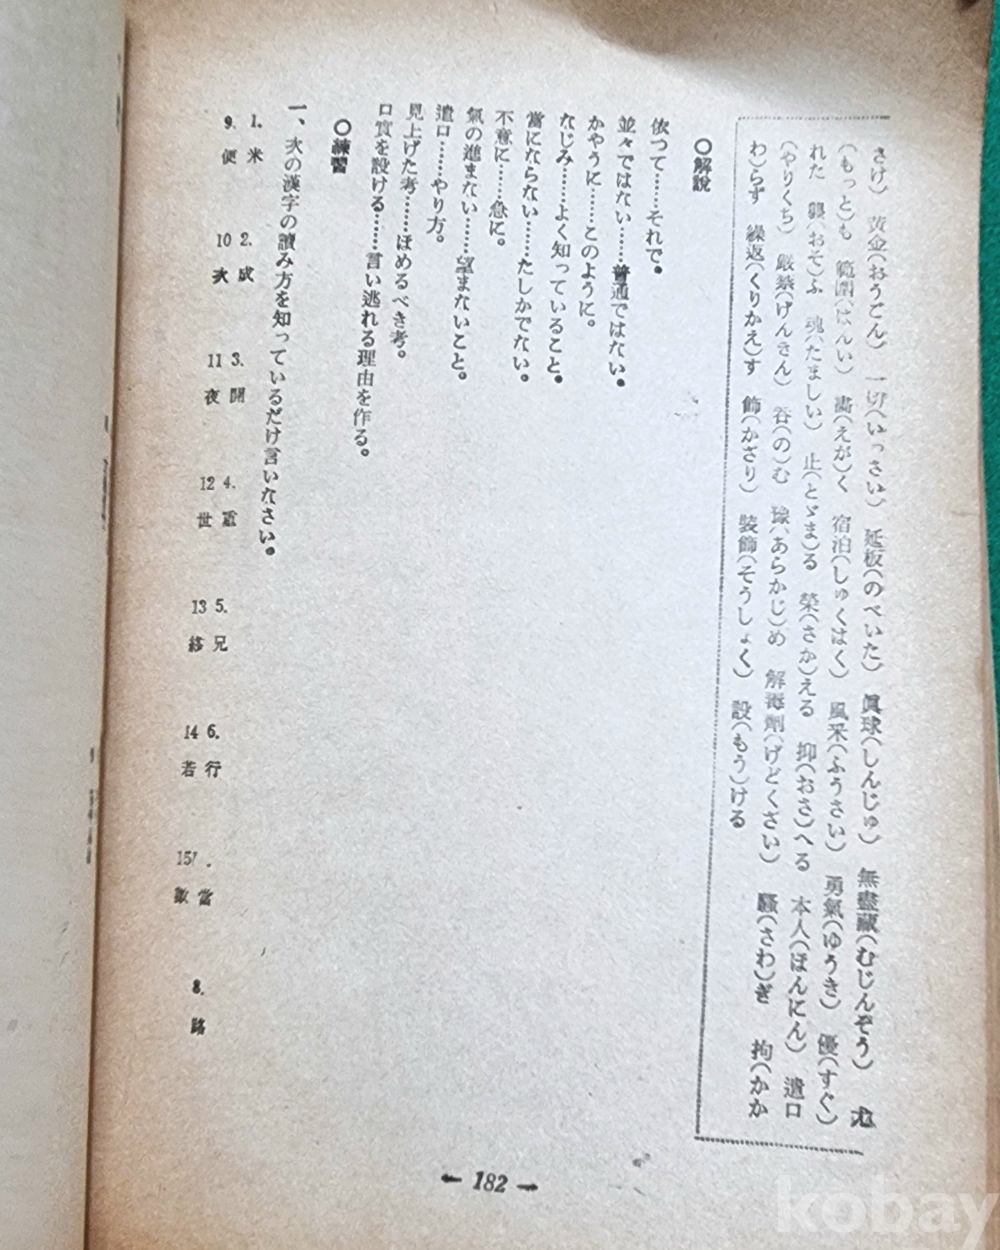 さけ) 黄金(おうごん) 一切(いっさい) 延板(のべいた) 眞球(しんじゅ) 無盡藏(むじんぞう) 尤
(もっと)も 範圍(はんい) 畵(えが)く 宿泊(しゅくはく) 風采(ふうさい) 勇氣(ゆうき) 優(すぐ)
れた 襲(おそ)ふ 魂(たましい) 止(とゞま)る 榮(さか)える 抑(おさ)へる 本人(ほんにん) 遣口
(やりくち) 嚴禁(げんきん) 呑(の)む 豫(あらかじ)め 解毒劑(げどくざい) 騷(さわ)ぎ 拘(かか
わ)らず 繰返(くりかえ)す 飾(かざり) 裝飾(そうしょく) 設(もう)ける
〇解説
依つて……それで。
並々ではない……普通ではない。
かやうに……このように。
なじみ……よく知っていること。
當にならない……たしかでない。
不意に……急に。
氣の進まない……望まないこと。
遣口……やり方。
見上げた考……ほめるべき考。
口實を設ける……言い逃れる理由を作る。
〇練習
一、次の漢字の讀み方を知っているだけ言いなさい。
1. 米 2. 成 3. 開 4. 重 5. 兄 6. 行 7. 當 8. 路
9. 便 10 次 11 夜 12 世 13 終 14 若 15 數
182
kobay